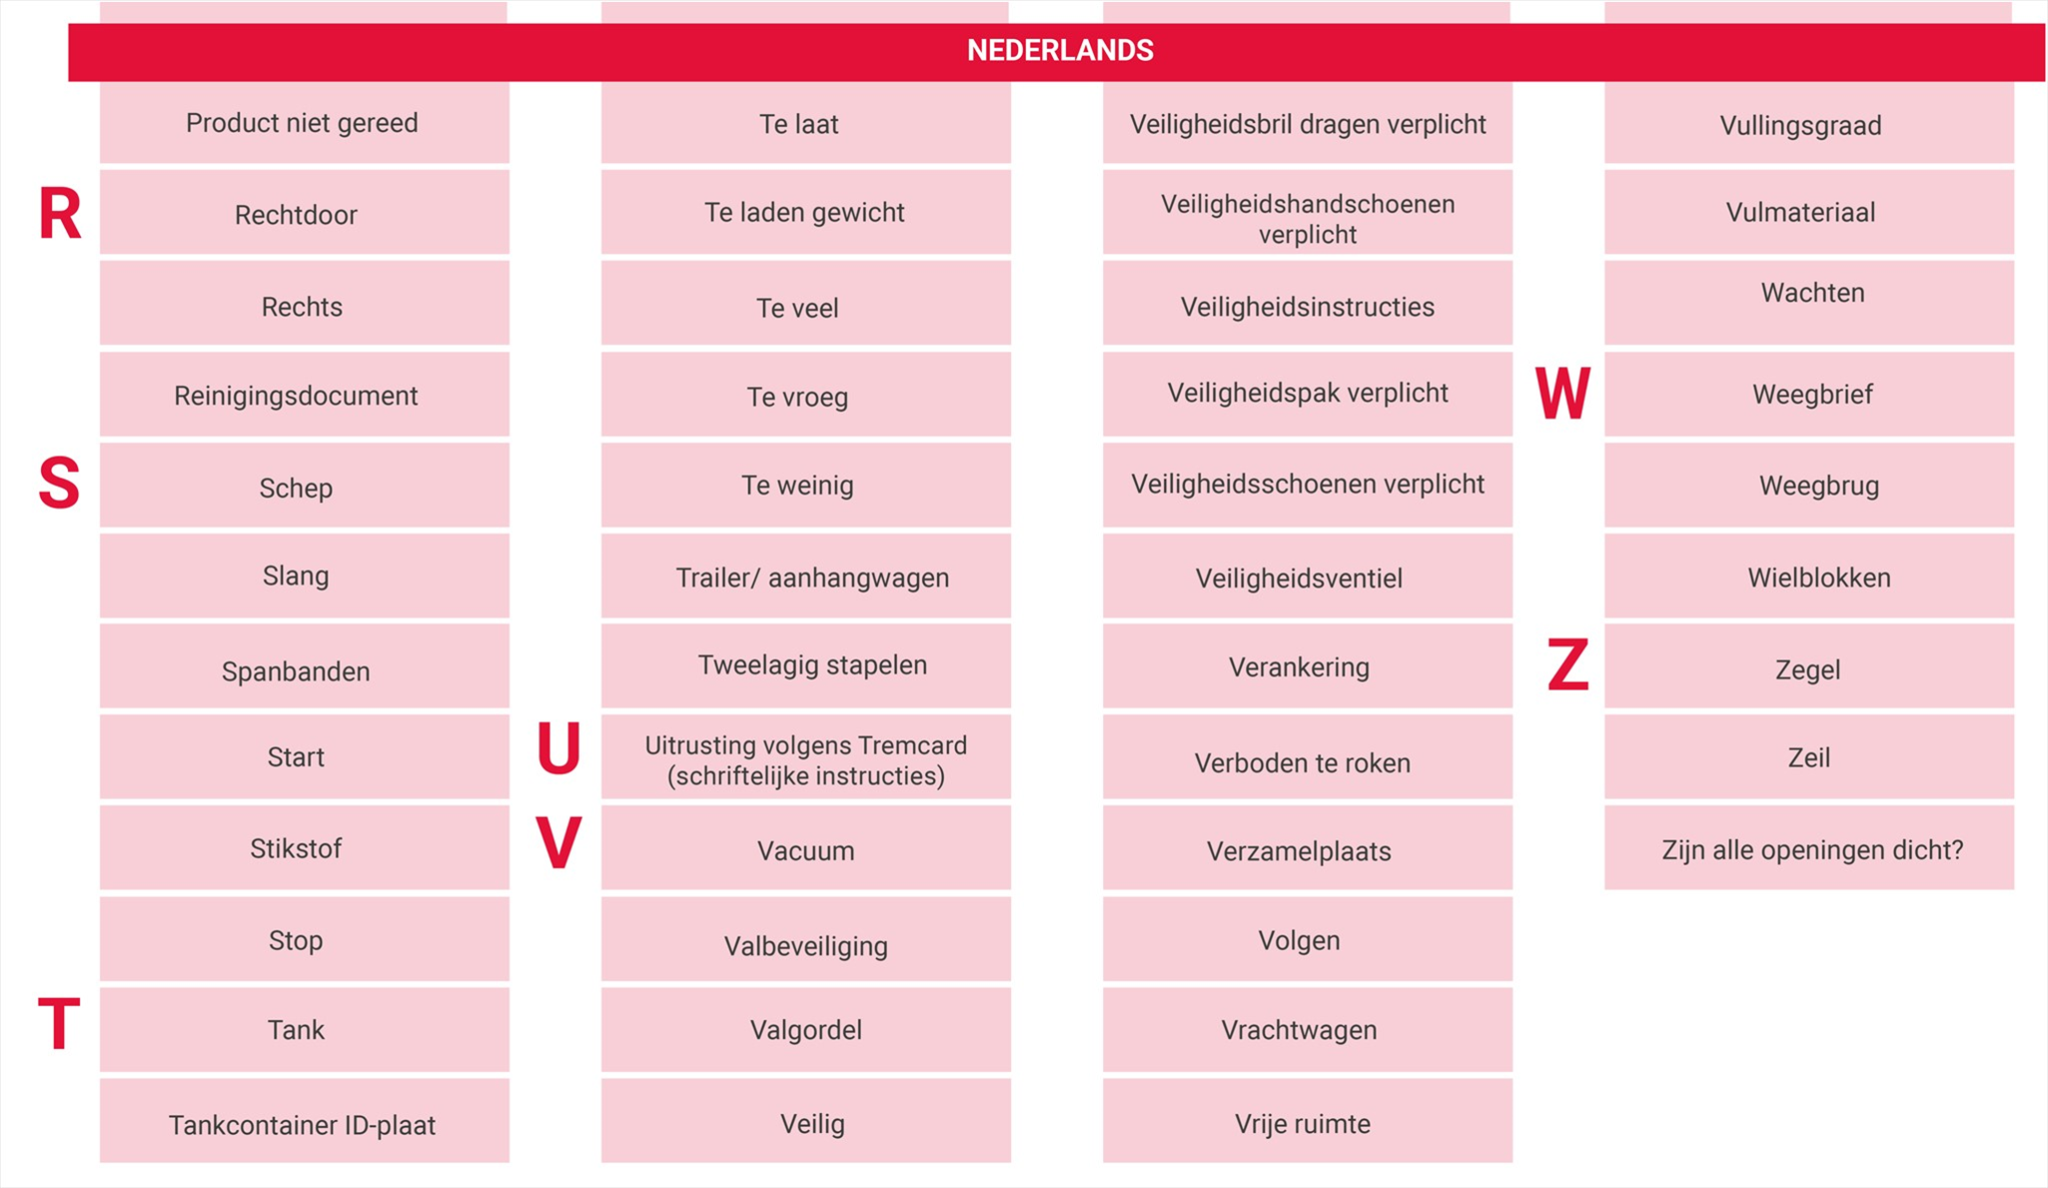 NEDERLANDS
Product niet gereed
R
Rechtdoor
Rechts
Reinigingsdocument
S
Schep
Slang
Spanbanden
Start
Stikstof
Stop
T
Tank
Tankcontainer ID-plaat
Te laat
Te laden gewicht
Te veel
Te vroeg
Te weinig
Trailer/ aanhangwagen
Tweelagig stapelen
U
Uitrusting volgens Tremcard
(schriftelijke instructies)
V
Vacuum
Valbeveiliging
Valgordel
Veilig
Veiligheidsbril dragen verplicht
Veiligheidshandschoenen
verplicht
Veiligheidsinstructies
Veiligheidspak verplicht
Veiligheidsschoenen verplicht
Veiligheidsventiel
Verankering
Verboden te roken
Verzamelplaats
Volgen
Vrachtwagen
Vrije ruimte
Vullingsgraad
Vulmateriaal
Wachten
W
Weegbrief
Weegbrug
Wielblokken
Z
Zegel
Zeil
Zijn alle openingen dicht?